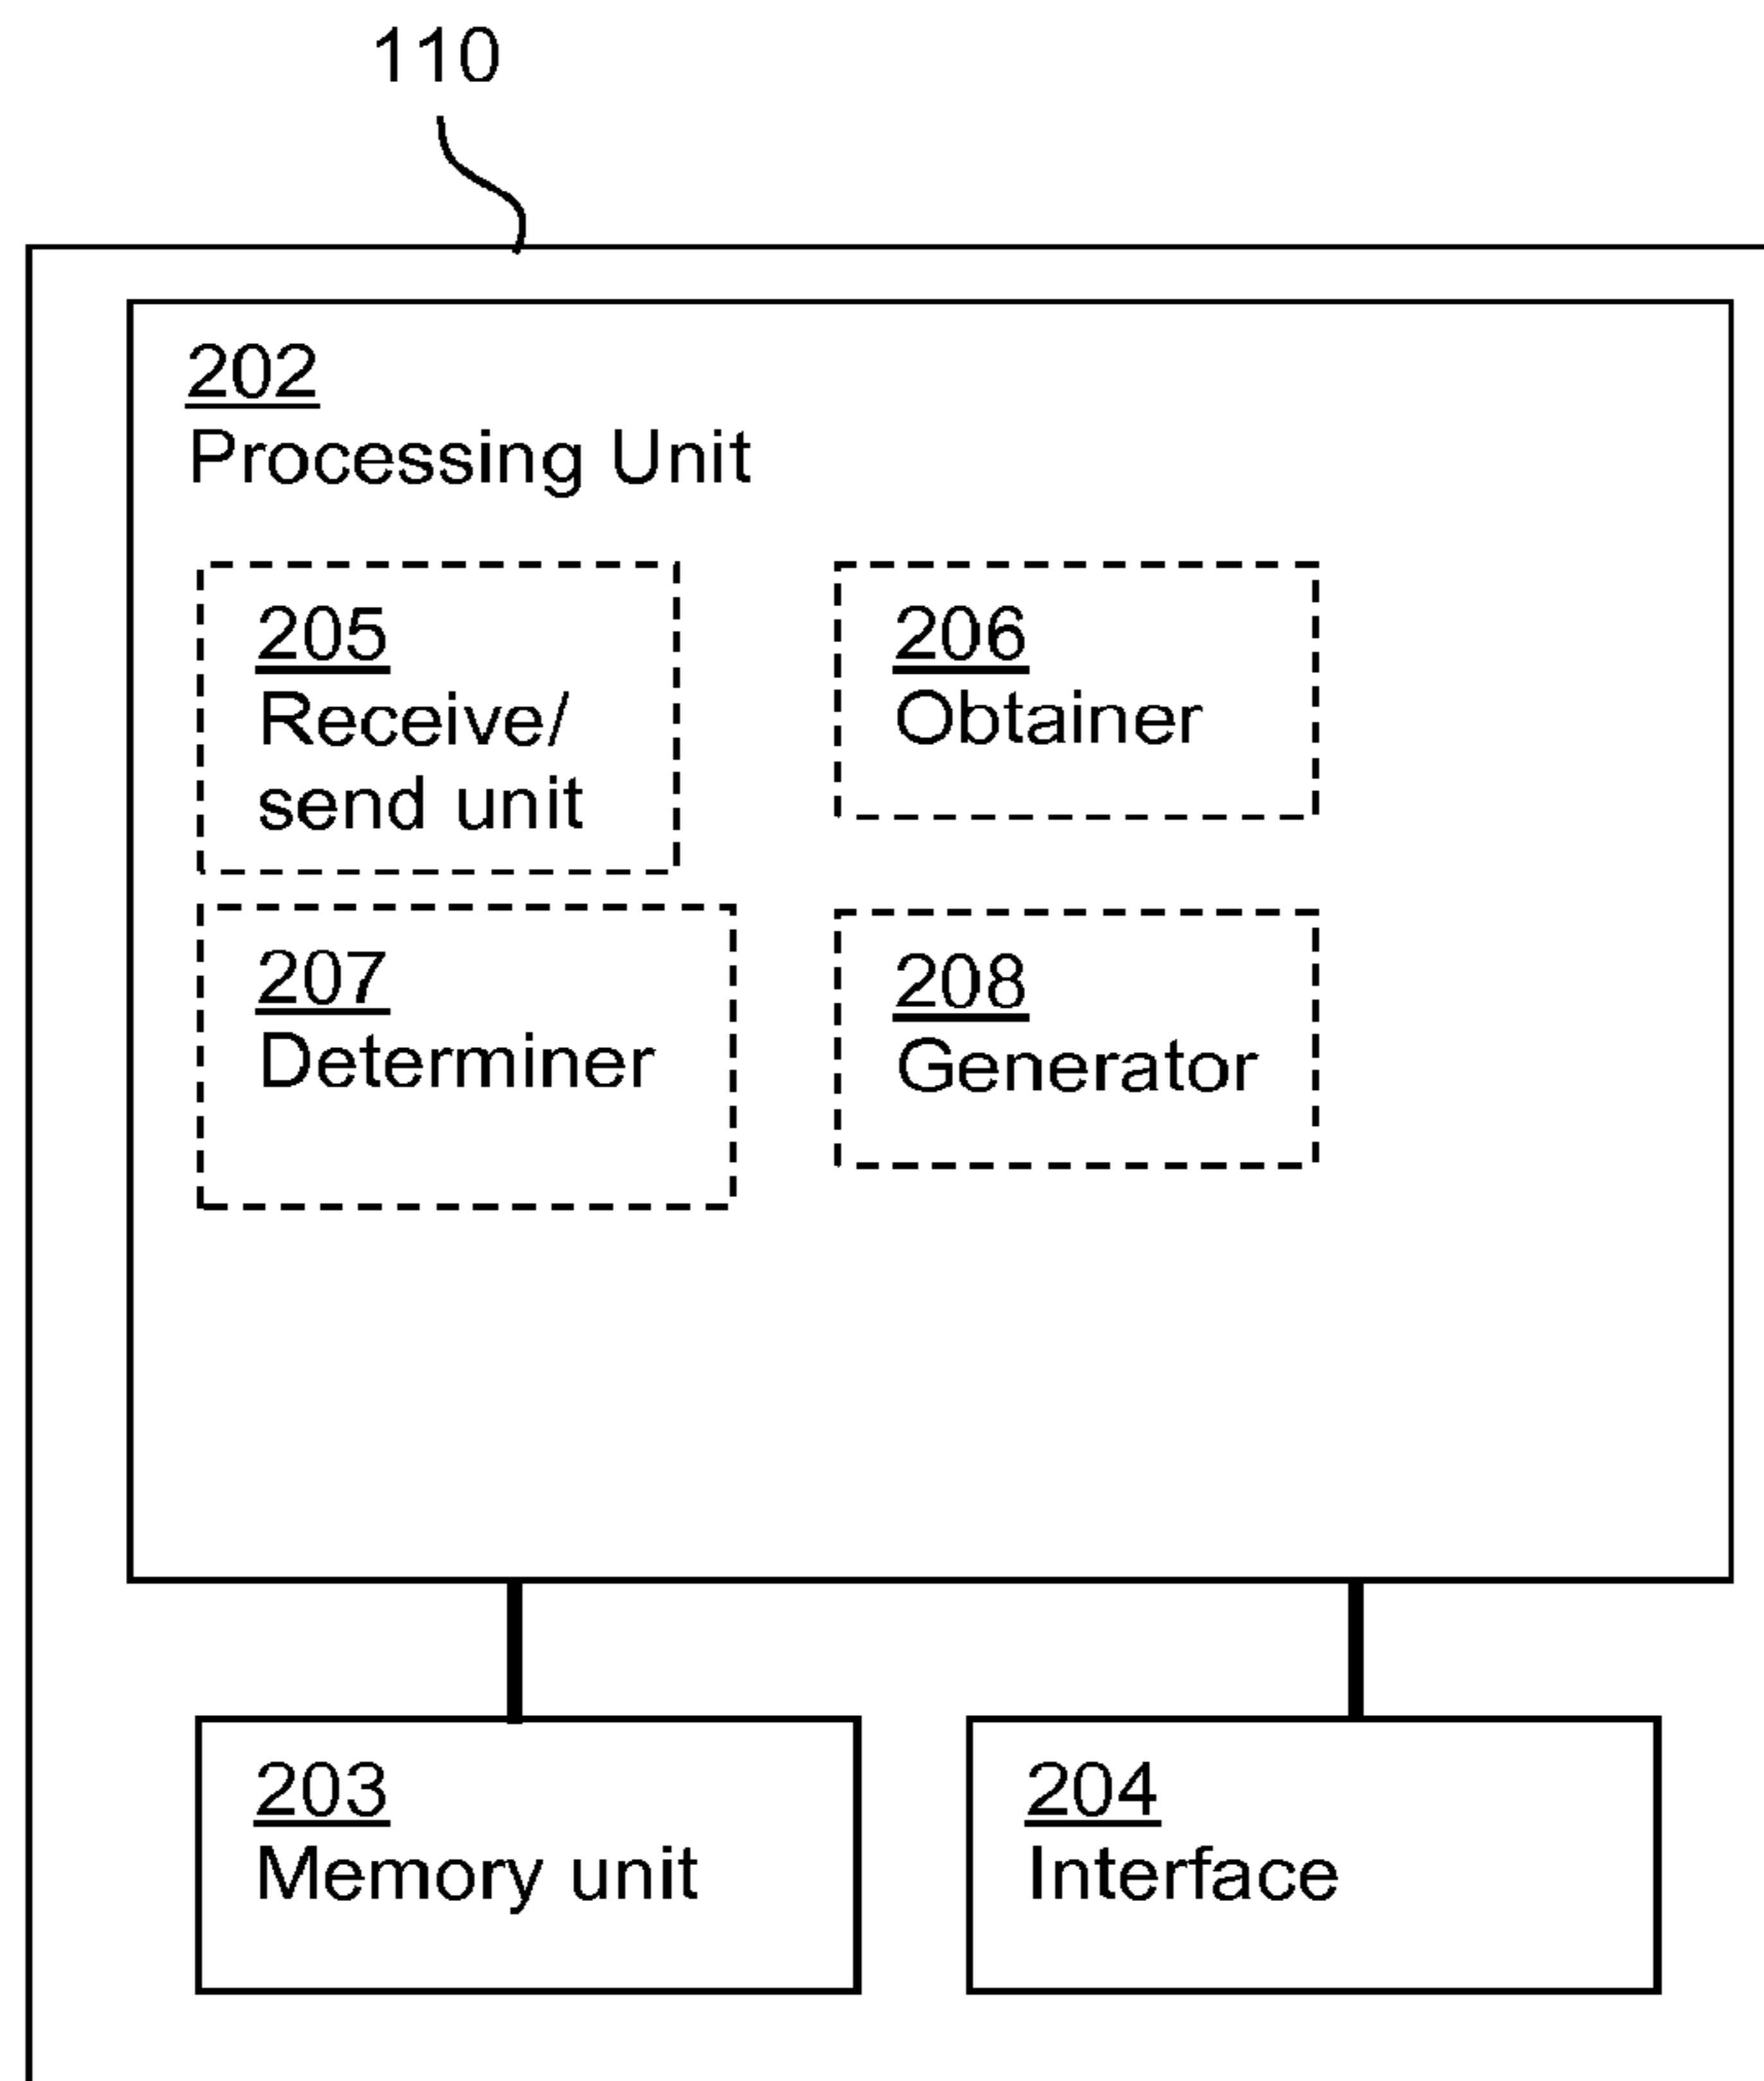 110
202
Processing Unit
205
Receive/
send unit
206
Obtainer
207
Determiner
208
Generator
203
Memory unit
204
Interface